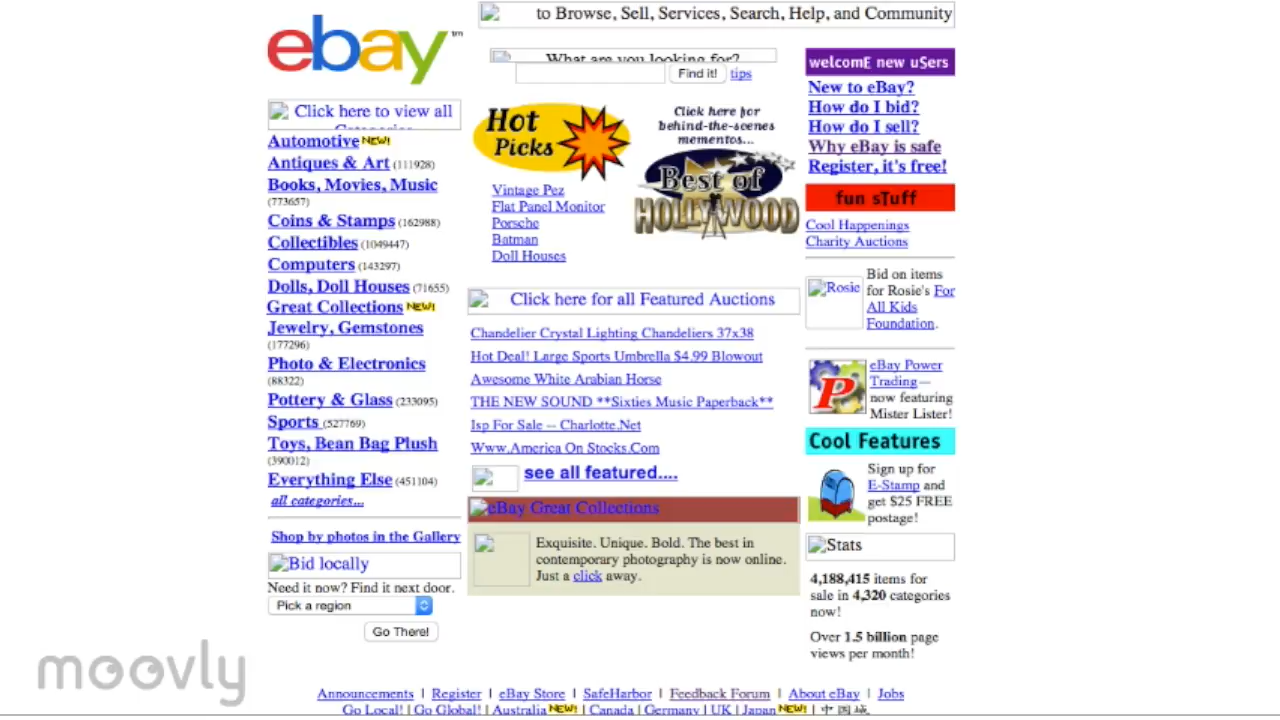 ebay™
to Browse, Sell, Services, Search, Help, and Community
What are you looking for?
Find it! tips
Click here to view all
Categories
Automotive NEW!
Antiques & Art (111928)
Books, Movies, Music
(773657)
Coins & Stamps (162988)
Collectibles (1049447)
Computers (143297)
Dolls, Doll Houses (71655)
Great Collections NEW!
Jewelry, Gemstones
(177296)
Photo & Electronics
(88322)
Pottery & Glass (233095)
Sports (527769)
Toys, Bean Bag Plush
(390012)
Everything Else (451104)
all categories...
Shop by photos in the Gallery
Bid locally
Need it now? Find it next door.
Pick a region
Go There!
Hot
Picks
Vintage Pez
Flat Panel Monitor
Porsche
Batman
Doll Houses
Click here for
behind-the-scenes
mementos...
Best of
HOLLYWOOD
Click here for all Featured Auctions
Chandelier Crystal Lighting Chandeliers 37x38
Hot Deal! Large Sports Umbrella $4.99 Blowout
Awesome White Arabian Horse
THE NEW SOUND **Sixties Music Paperback**
Isp For Sale -- Charlotte.Net
Www.America On Stocks.Com
see all featured....
eBay Great Collections
Exquisite. Unique. Bold. The best in
contemporary photography is now online.
Just a click away.
welcomE new uSers
New to eBay?
How do I bid?
How do I sell?
Why eBay is safe
Register, it's free!
fun sTuff
Cool Happenings
Charity Auctions
Rosie
Bid on items
for Rosie's For
All Kids
Foundation.
P
eBay Power
Trading—
now featuring
Mister Lister!
Cool Features
Sign up for
E-Stamp and
get $25 FREE
postage!
Stats
4,188,415 items for
sale in 4,320 categories
now!
Over 1.5 billion page
views per month!
Announcements | Register | eBay Store | SafeHarbor | Feedback Forum | About eBay | Jobs
Go Local! | Go Global! | Australia NEW! | Canada | Germany | UK | Japan NEW! | 中国城
moovly